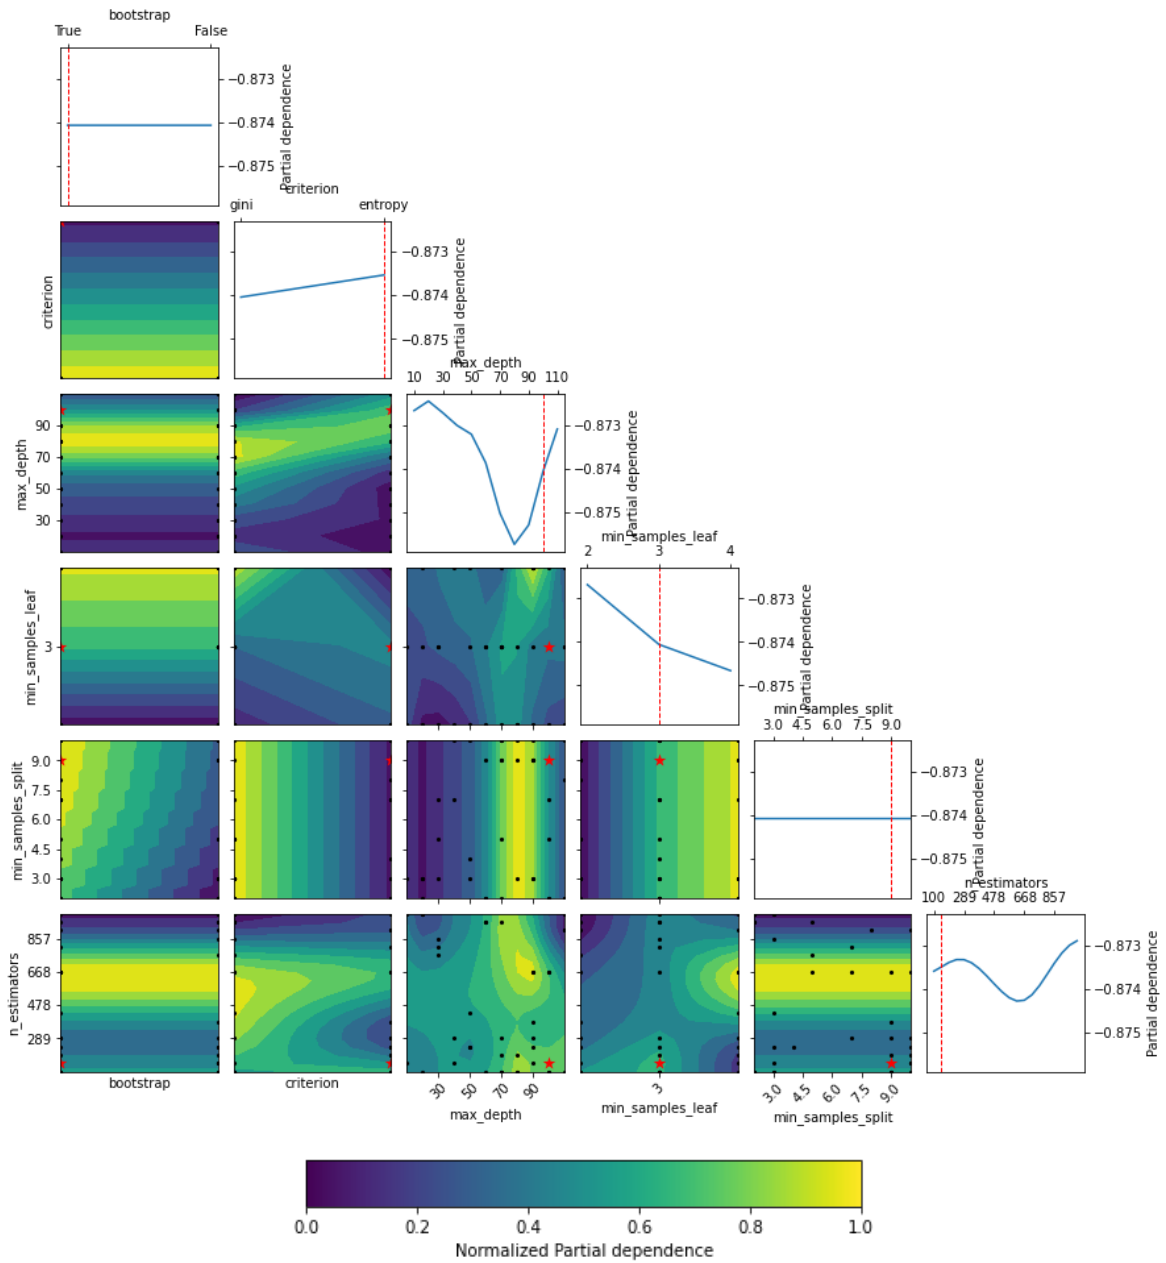 bootstrap
True False
−0.873
−0.874
−0.875
Partial dependence
criterion
gini entropy
criterion
−0.873
−0.874
−0.875
Partial dependence
max_depth
10 30 50 70 90 110
max_depth
90
70
50
30
−0.873
−0.874
−0.875
Partial dependence
min_samples_leaf
2 3 4
min_samples_leaf
3
−0.873
−0.874
−0.875
Partial dependence
min_samples_split
3.0 4.5 6.0 7.5 9.0
min_samples_split
9.0
7.5
6.0
4.5
3.0
−0.873
−0.874
−0.875
Partial dependence
n_estimators
100 289 478 668 857
n_estimators
857
668
478
289
−0.873
−0.874
−0.875
Partial dependence
bootstrap
criterion
30 50 70 90
max_depth
3
min_samples_leaf
3.0 4.5 6.0 7.5 9.0
min_samples_split
0.0 0.2 0.4 0.6 0.8 1.0
Normalized Partial dependence